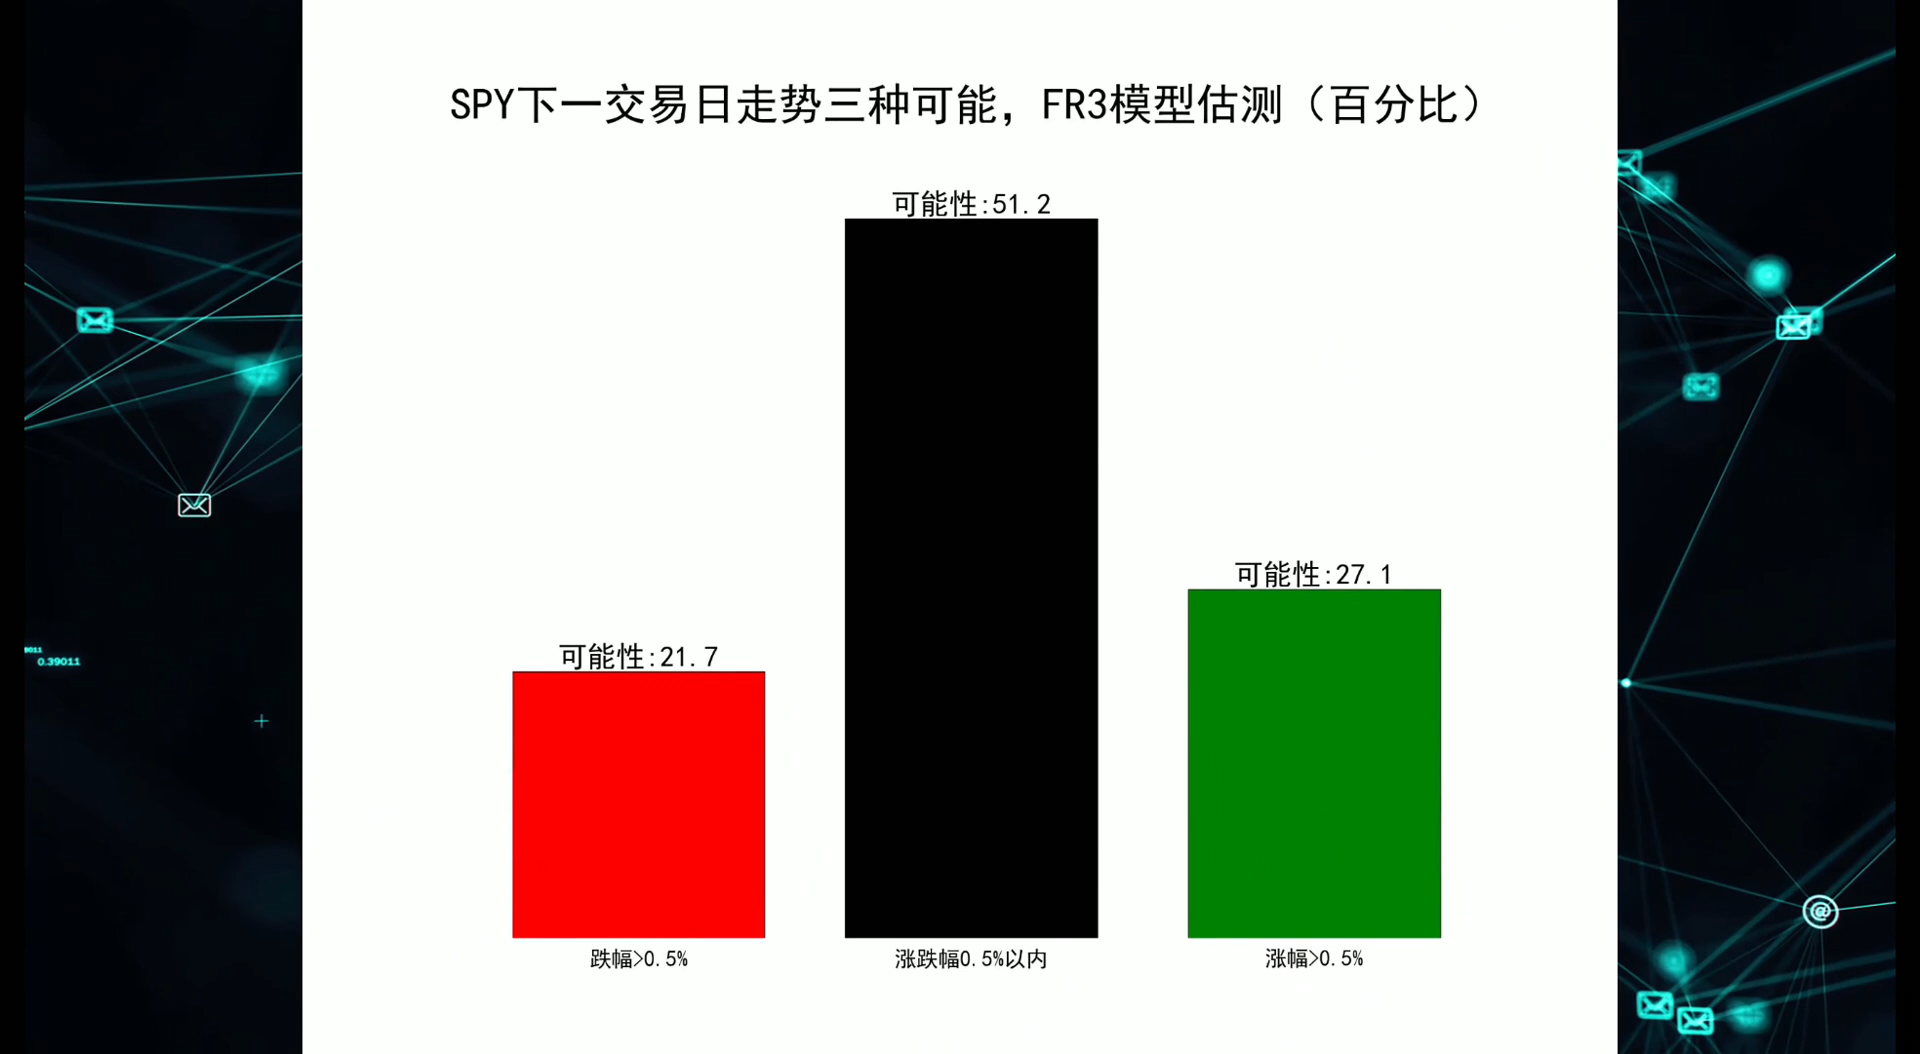 SPY下一交易日走势三种可能，FR3模型估测（百分比）
可能性:51.2
可能性:27.1
可能性:21.7
跌幅>0.5%
涨跌幅0.5%以内
涨幅>0.5%
0.39011
@